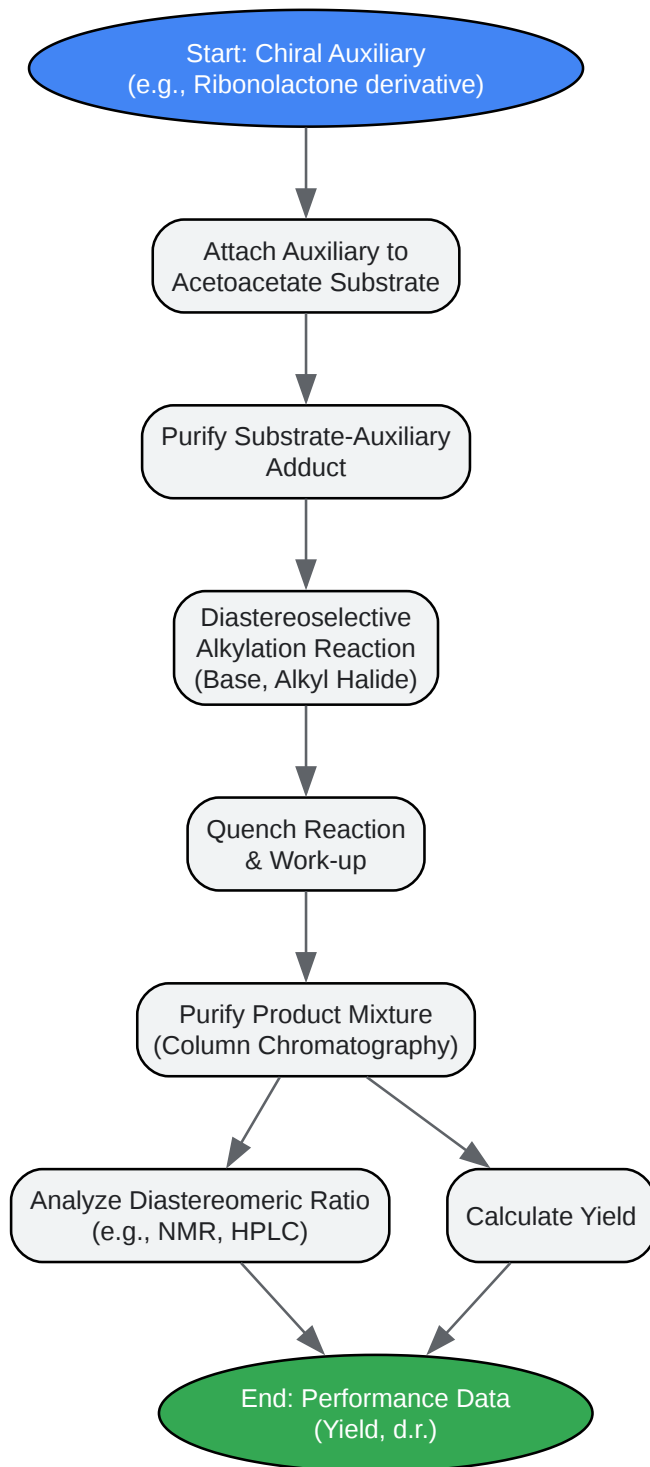 Start: Chiral Auxiliary
(e.g., Ribonolactone derivative)
Attach Auxiliary to
Acetoacetate Substrate
Purify Substrate-Auxiliary
Adduct
Diastereoselective
Alkylation Reaction
(Base, Alkyl Halide)
Quench Reaction
& Work-up
Purify Product Mixture
(Column Chromatography)
Analyze Diastereomeric Ratio
(e.g., NMR, HPLC)
Calculate Yield
End: Performance Data
(Yield, d.r.)